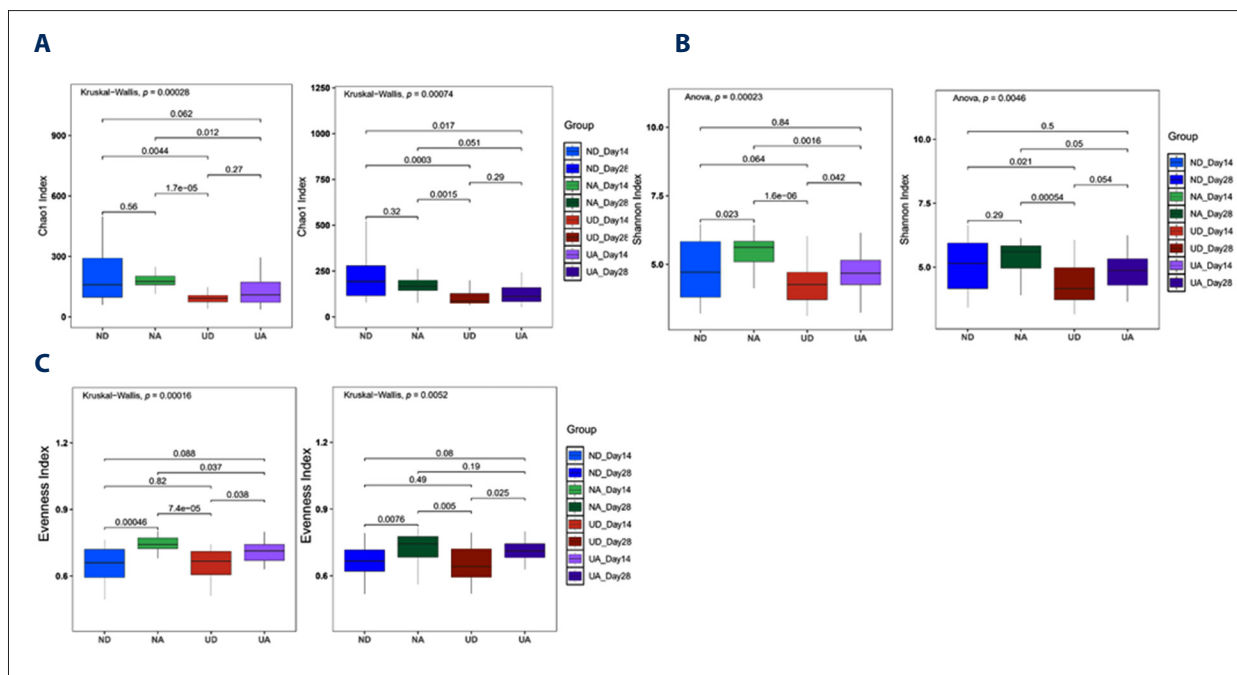 A
B
Kruskal−Wallis, p = 0.00028
0.062
0.012
0.0044
0.27
1.7e−05
0.56
900
600
300
0
Chao1 Index
ND NA UD UA
Kruskal−Wallis, p = 0.00074
0.017
0.051
0.0003
0.29
0.0015
0.32
1250
1000
750
500
250
0
Chao1 Index
ND NA UD UA
Group
ND_Day14
ND_Day28
NA_Day14
NA_Day28
UD_Day14
UD_Day28
UA_Day14
UA_Day28
Anova, p = 0.00023
0.84
0.0016
0.064
0.042
1.6e−06
0.023
10.0
7.5
5.0
Shannon Index
ND NA UD UA
Anova, p = 0.0046
0.5
0.05
0.021
0.054
0.00054
0.29
10.0
7.5
5.0
Shannon Index
ND NA UD UA
Group
ND_Day14
ND_Day28
NA_Day14
NA_Day28
UD_Day14
UD_Day28
UA_Day14
UA_Day28
C
Kruskal−Wallis, p = 0.00016
0.088
0.037
0.82
0.038
7.4e−05
0.00046
1.2
0.9
0.6
Evenness Index
ND NA UD UA
Kruskal−Wallis, p = 0.0052
0.08
0.19
0.49
0.025
0.005
0.0076
1.2
0.9
0.6
Evenness Index
ND NA UD UA
Group
ND_Day14
ND_Day28
NA_Day14
NA_Day28
UD_Day14
UD_Day28
UA_Day14
UA_Day28